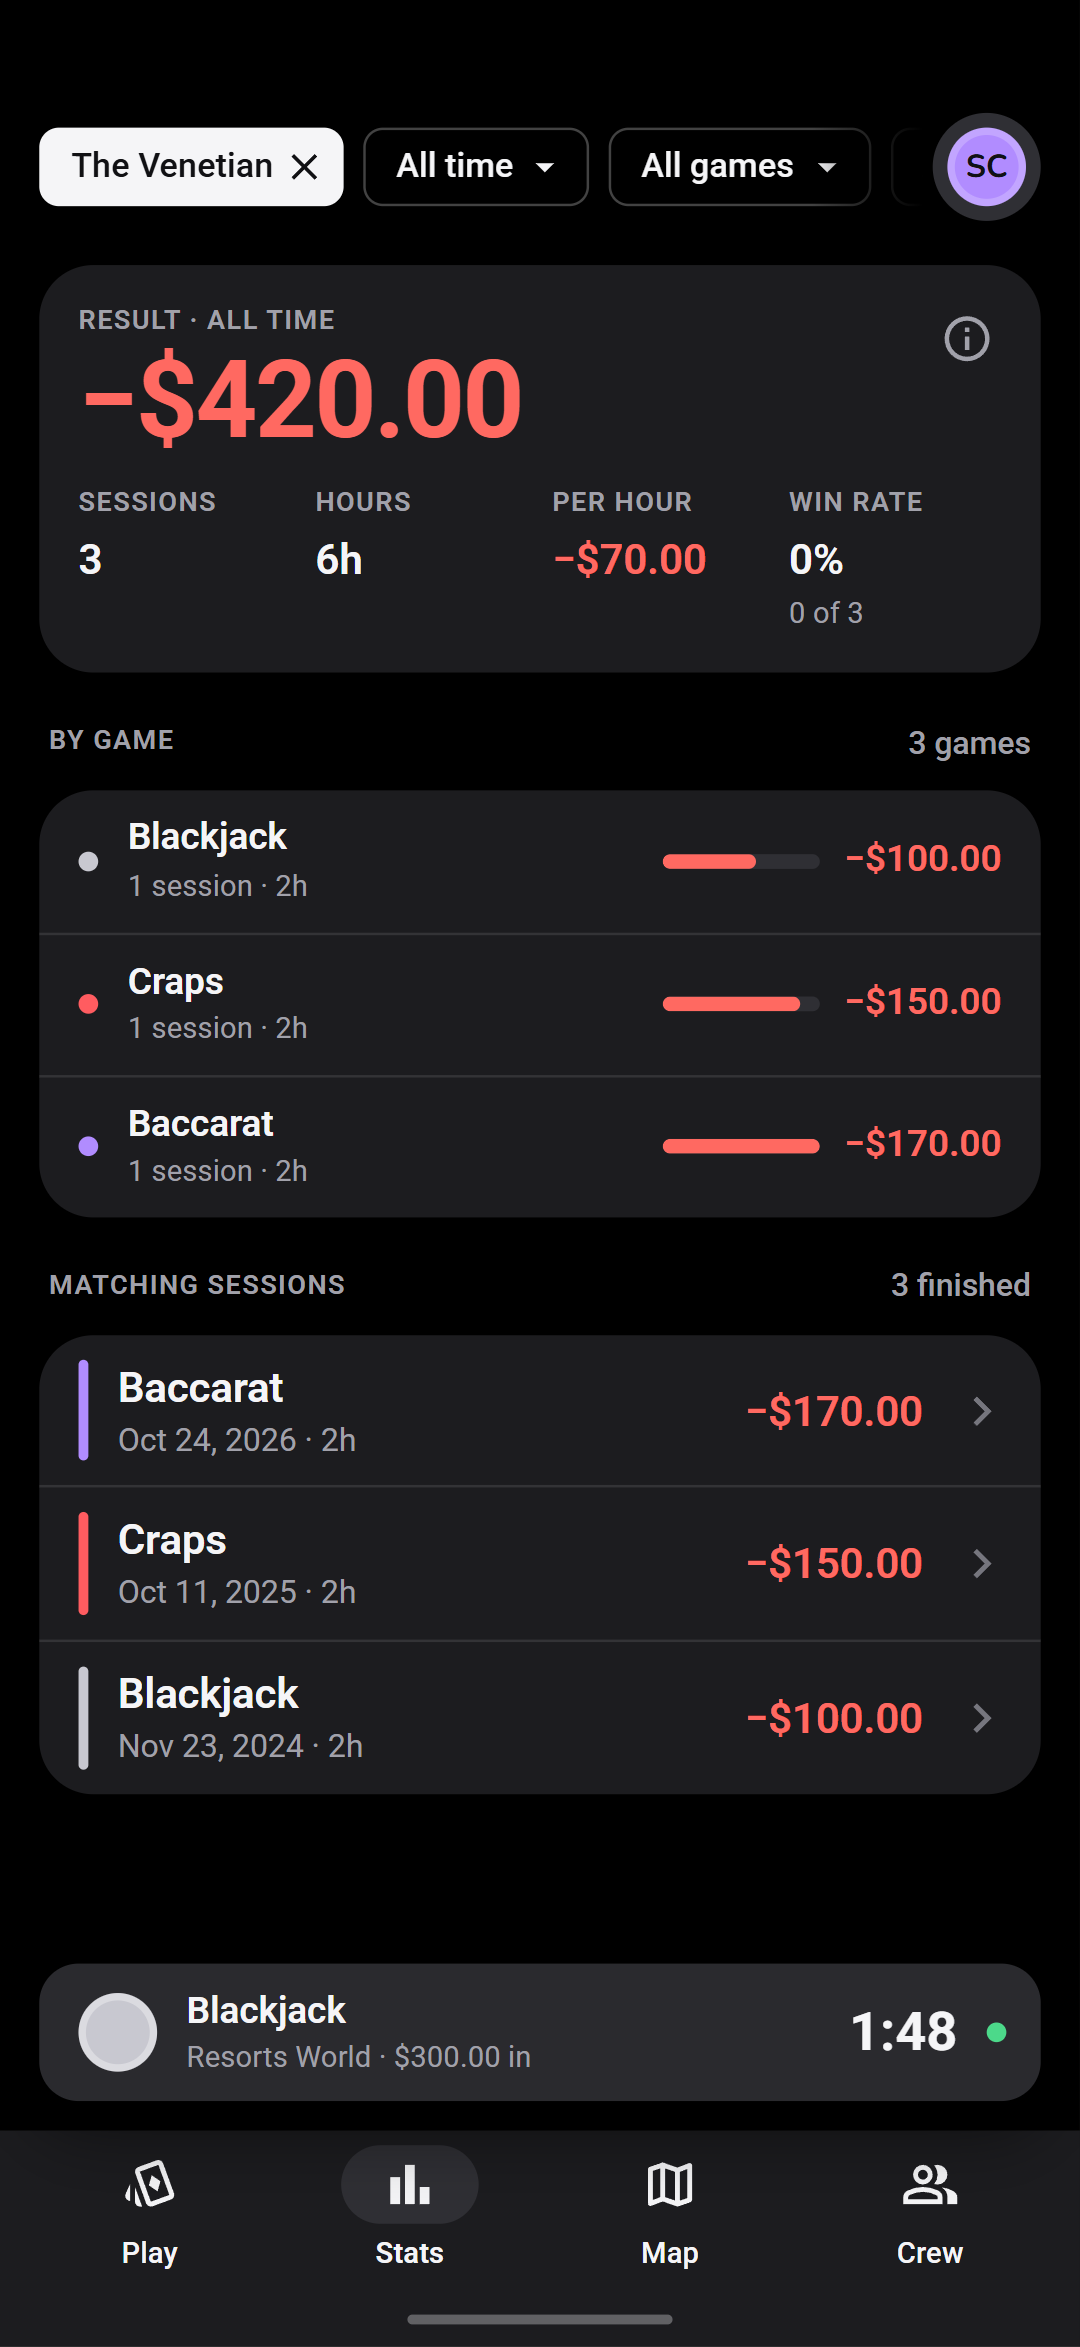 The Venetian
All time
All games
SC
RESULT · ALL TIME
−$420.00
SESSIONS HOURS PER HOUR WIN RATE
3 6h −$70.00 0%
0 of 3
BY GAME 3 games
Blackjack
1 session · 2h
−$100.00
Craps
1 session · 2h
−$150.00
Baccarat
1 session · 2h
−$170.00
MATCHING SESSIONS 3 finished
Baccarat
Oct 24, 2026 · 2h
−$170.00
Craps
Oct 11, 2025 · 2h
−$150.00
Blackjack
Nov 23, 2024 · 2h
−$100.00
Blackjack
Resorts World · $300.00 in
1:48
Play Stats Map Crew